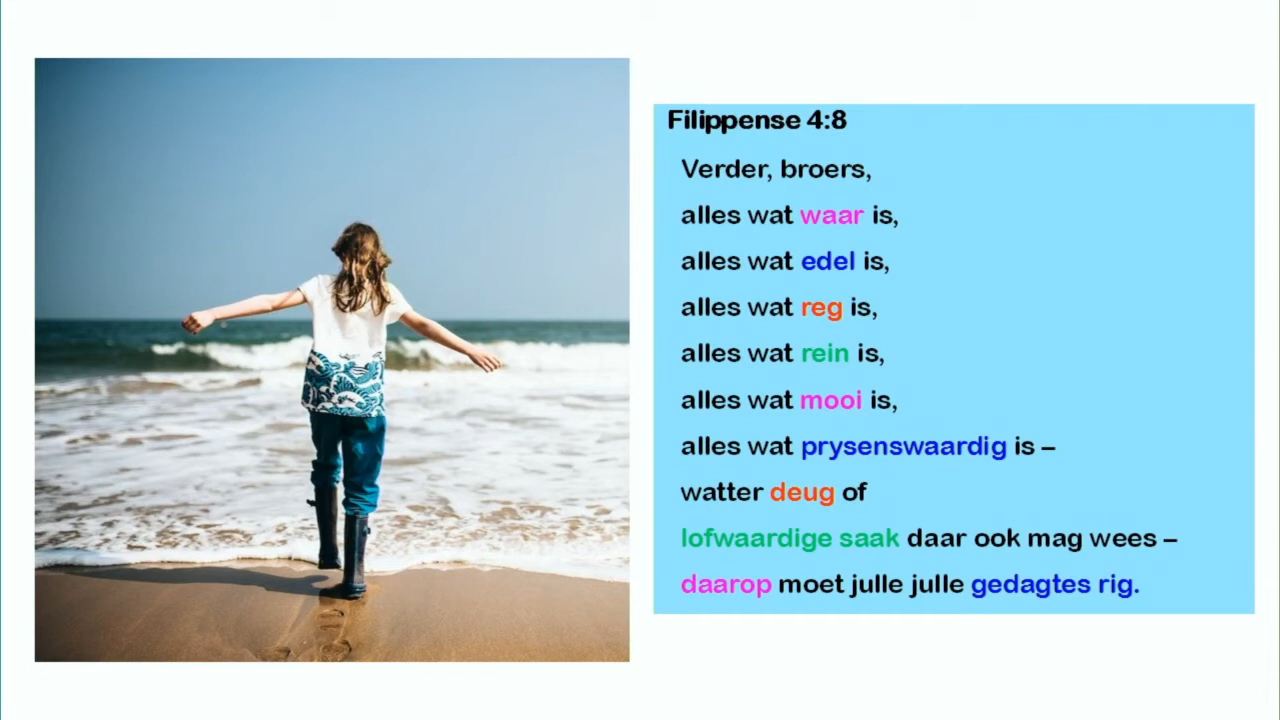 Filippense 4:8
Verder, broers,
alles wat waar is,
alles wat edel is,
alles wat reg is,
alles wat rein is,
alles wat mooi is,
alles wat prysenswaardig is –
watter deug of
lofwaardige saak daar ook mag wees –
daarop moet julle julle gedagtes rig.